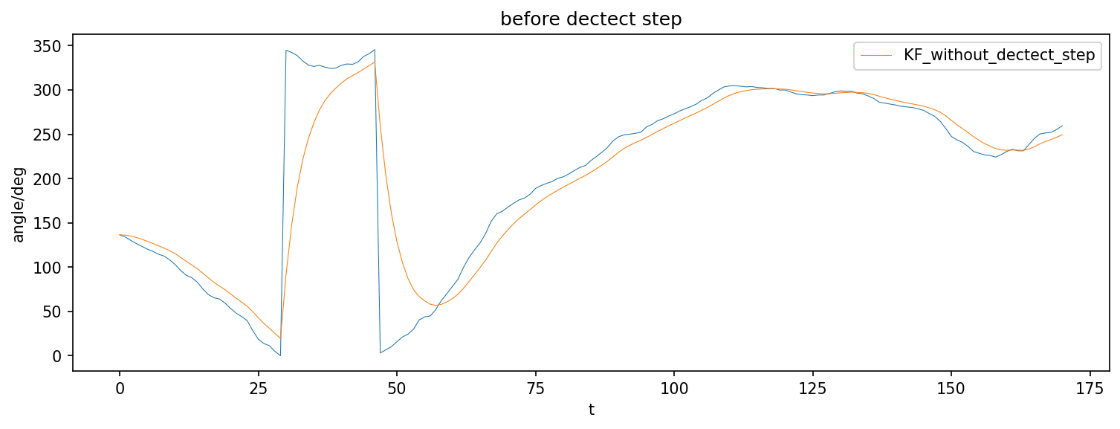 before dectect step
KF_without_dectect_step
350
300
250
200
150
100
50
0
angle/deg
0 25 50 75 100 125 150 175
t